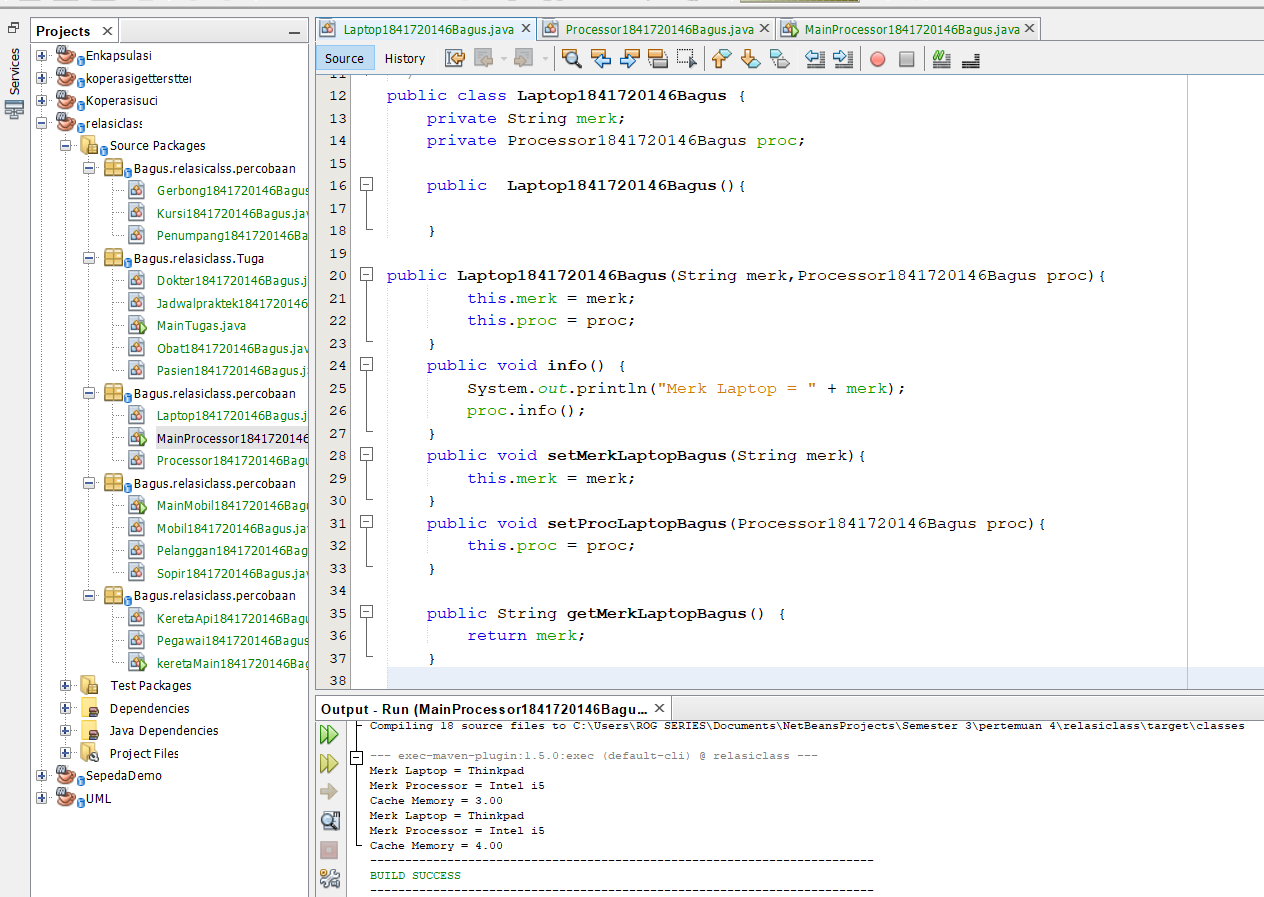 Services
Projects
Enkapsulasi
koperasigetterstter
Koperasisuci
relasiclass
Source Packages
Bagus.relasicalss.percobaan
Gerbong1841720146Bagus
Kursi1841720146Bagus.jav
Penumpang1841720146Ba
Bagus.relasiclass.Tuga
Dokter1841720146Bagus.j
Jadwalpraktek1841720146
MainTugas.java
Obat1841720146Bagus.jav
Pasien1841720146Bagus.j
Bagus.relasiclass.percobaan
Laptop1841720146Bagus.j
MainProcessor1841720146
Processor1841720146Bagu
Bagus.relasiclass.percobaan
MainMobil1841720146Bagu
Mobil1841720146Bagus.jav
Pelanggan1841720146Bag
Sopir1841720146Bagus.jav
Bagus.relasiclass.percobaan
KeretaApi1841720146Bagu
Pegawai1841720146Bagus
keretaMain1841720146Bag
Test Packages
Dependencies
Java Dependencies
Project Files
SepedaDemo
UML
Laptop1841720146Bagus.java Processor1841720146Bagus.java MainProcessor1841720146Bagus.java
Source History
11 */
12 public class Laptop1841720146Bagus {
13 private String merk;
14 private Processor1841720146Bagus proc;
15
16 public Laptop1841720146Bagus(){
17
18 }
19
20 public Laptop1841720146Bagus(String merk,Processor1841720146Bagus proc){
21 this.merk = merk;
22 this.proc = proc;
23 }
24 public void info() {
25 System.out.println("Merk Laptop = " + merk);
26 proc.info();
27 }
28 public void setMerkLaptopBagus(String merk){
29 this.merk = merk;
30 }
31 public void setProcLaptopBagus(Processor1841720146Bagus proc){
32 this.proc = proc;
33 }
34
35 public String getMerkLaptopBagus() {
36 return merk;
37 }
38
Output - Run (MainProcessor1841720146Bagu...
Compiling 18 source files to C:\Users\ROG SERIES\Documents\NetBeansProjects\Semester 3\pertemuan 4\relasiclass\target\classes
--- exec-maven-plugin:1.5.0:exec (default-cli) @ relasiclass ---
Merk Laptop = Thinkpad
Merk Processor = Intel i5
Cache Memory = 3.00
Merk Laptop = Thinkpad
Merk Processor = Intel i5
Cache Memory = 4.00
------------------------------------------------------------------------
BUILD SUCCESS
------------------------------------------------------------------------